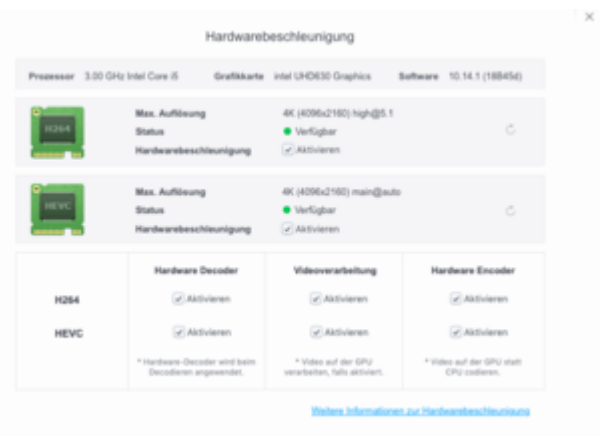 Hardwarebeschleunigung
Prozessor 3.00 GHz Intel Core i5 Grafikkarte intel UHD630 Graphics Software 10.14.1 (18B45d)
H264
Max. Auflösung 4K (4096x2160) high@5.1
Status Verfügbar
Hardwarebeschleunigung Aktivieren
HEVC
Max. Auflösung 4K (4096x2160) main@auto
Status Verfügbar
Hardwarebeschleunigung Aktivieren
Hardware Decoder Videoverarbeitung Hardware Encoder
H264 Aktivieren Aktivieren Aktivieren
HEVC Aktivieren Aktivieren Aktivieren
* Hardware-Decoder wird beim * Video auf der GPU * Video auf der GPU statt
Decodieren angewendet. verarbeiten, falls aktiviert. CPU codieren.
Weitere Informationen zur Hardwarebeschleunigung